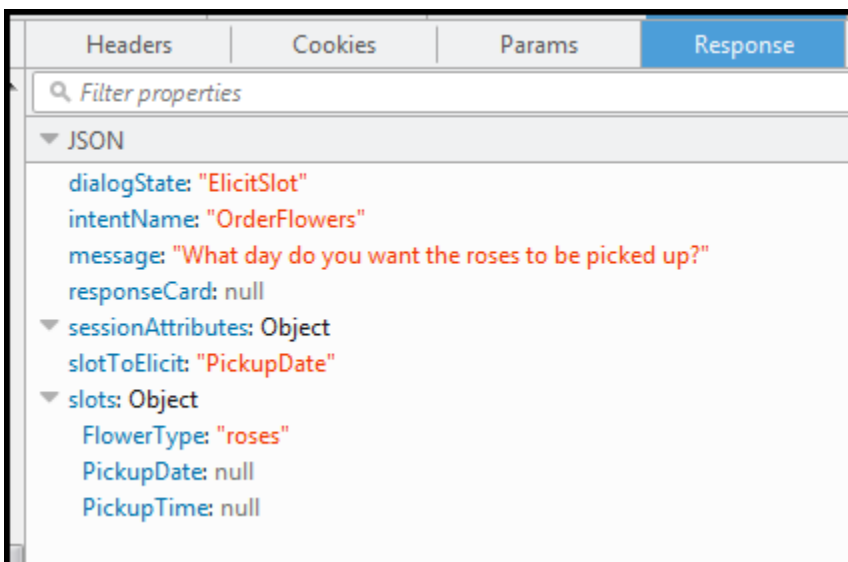 Headers Cookies Params Response
Filter properties
JSON
dialogState: "ElicitSlot"
intentName: "OrderFlowers"
message: "What day do you want the roses to be picked up?"
responseCard: null
sessionAttributes: Object
slotToElicit: "PickupDate"
slots: Object
FlowerType: "roses"
PickupDate: null
PickupTime: null